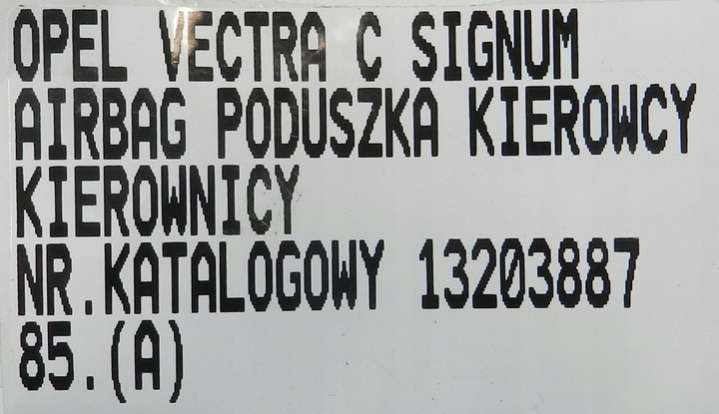 OPEL VECTRA C SIGNUM
AIRBAG PODUSZKA KIEROWCY
KIEROWNICY
NR.KATALOGOWY 13203887
85.(A)